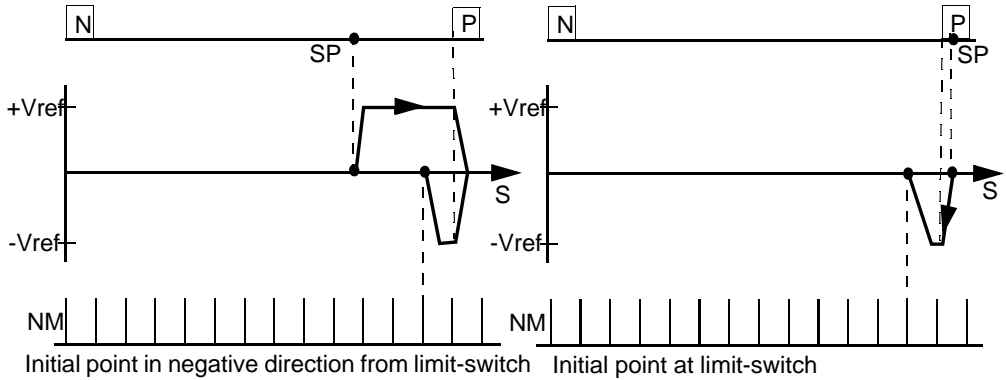 N
P
SP
+Vref
S
-Vref
NM
Initial point in negative direction from limit-switch
N
P
SP
+Vref
S
-Vref
NM
Initial point at limit-switch